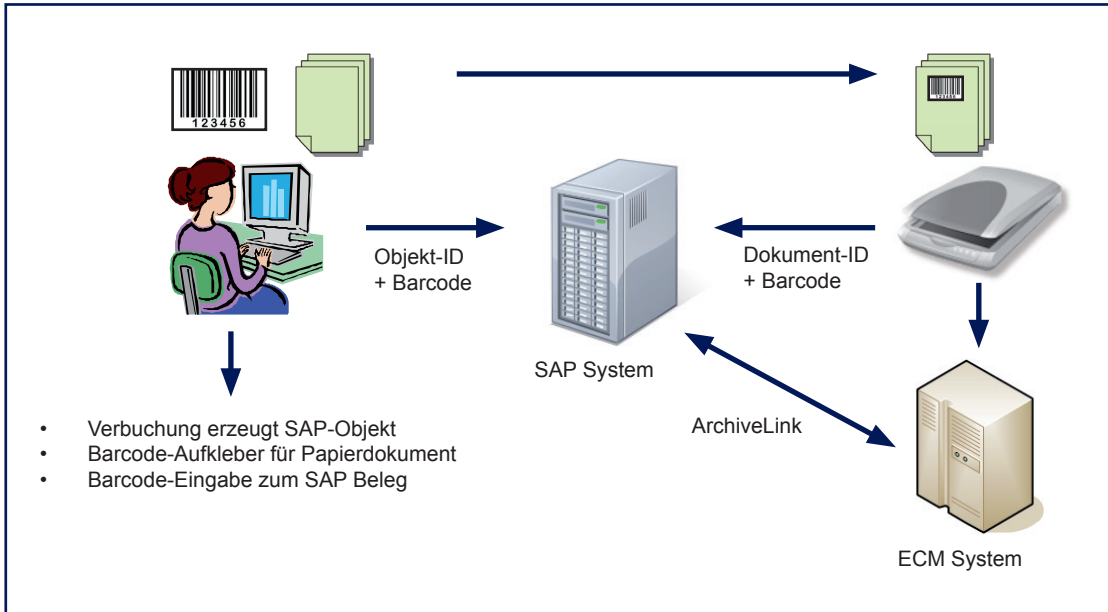 123456
123456
Objekt-ID
+ Barcode
Dokument-ID
+ Barcode
SAP System
ArchiveLink
• Verbuchung erzeugt SAP-Objekt
• Barcode-Aufkleber für Papierdokument
• Barcode-Eingabe zum SAP Beleg
ECM System